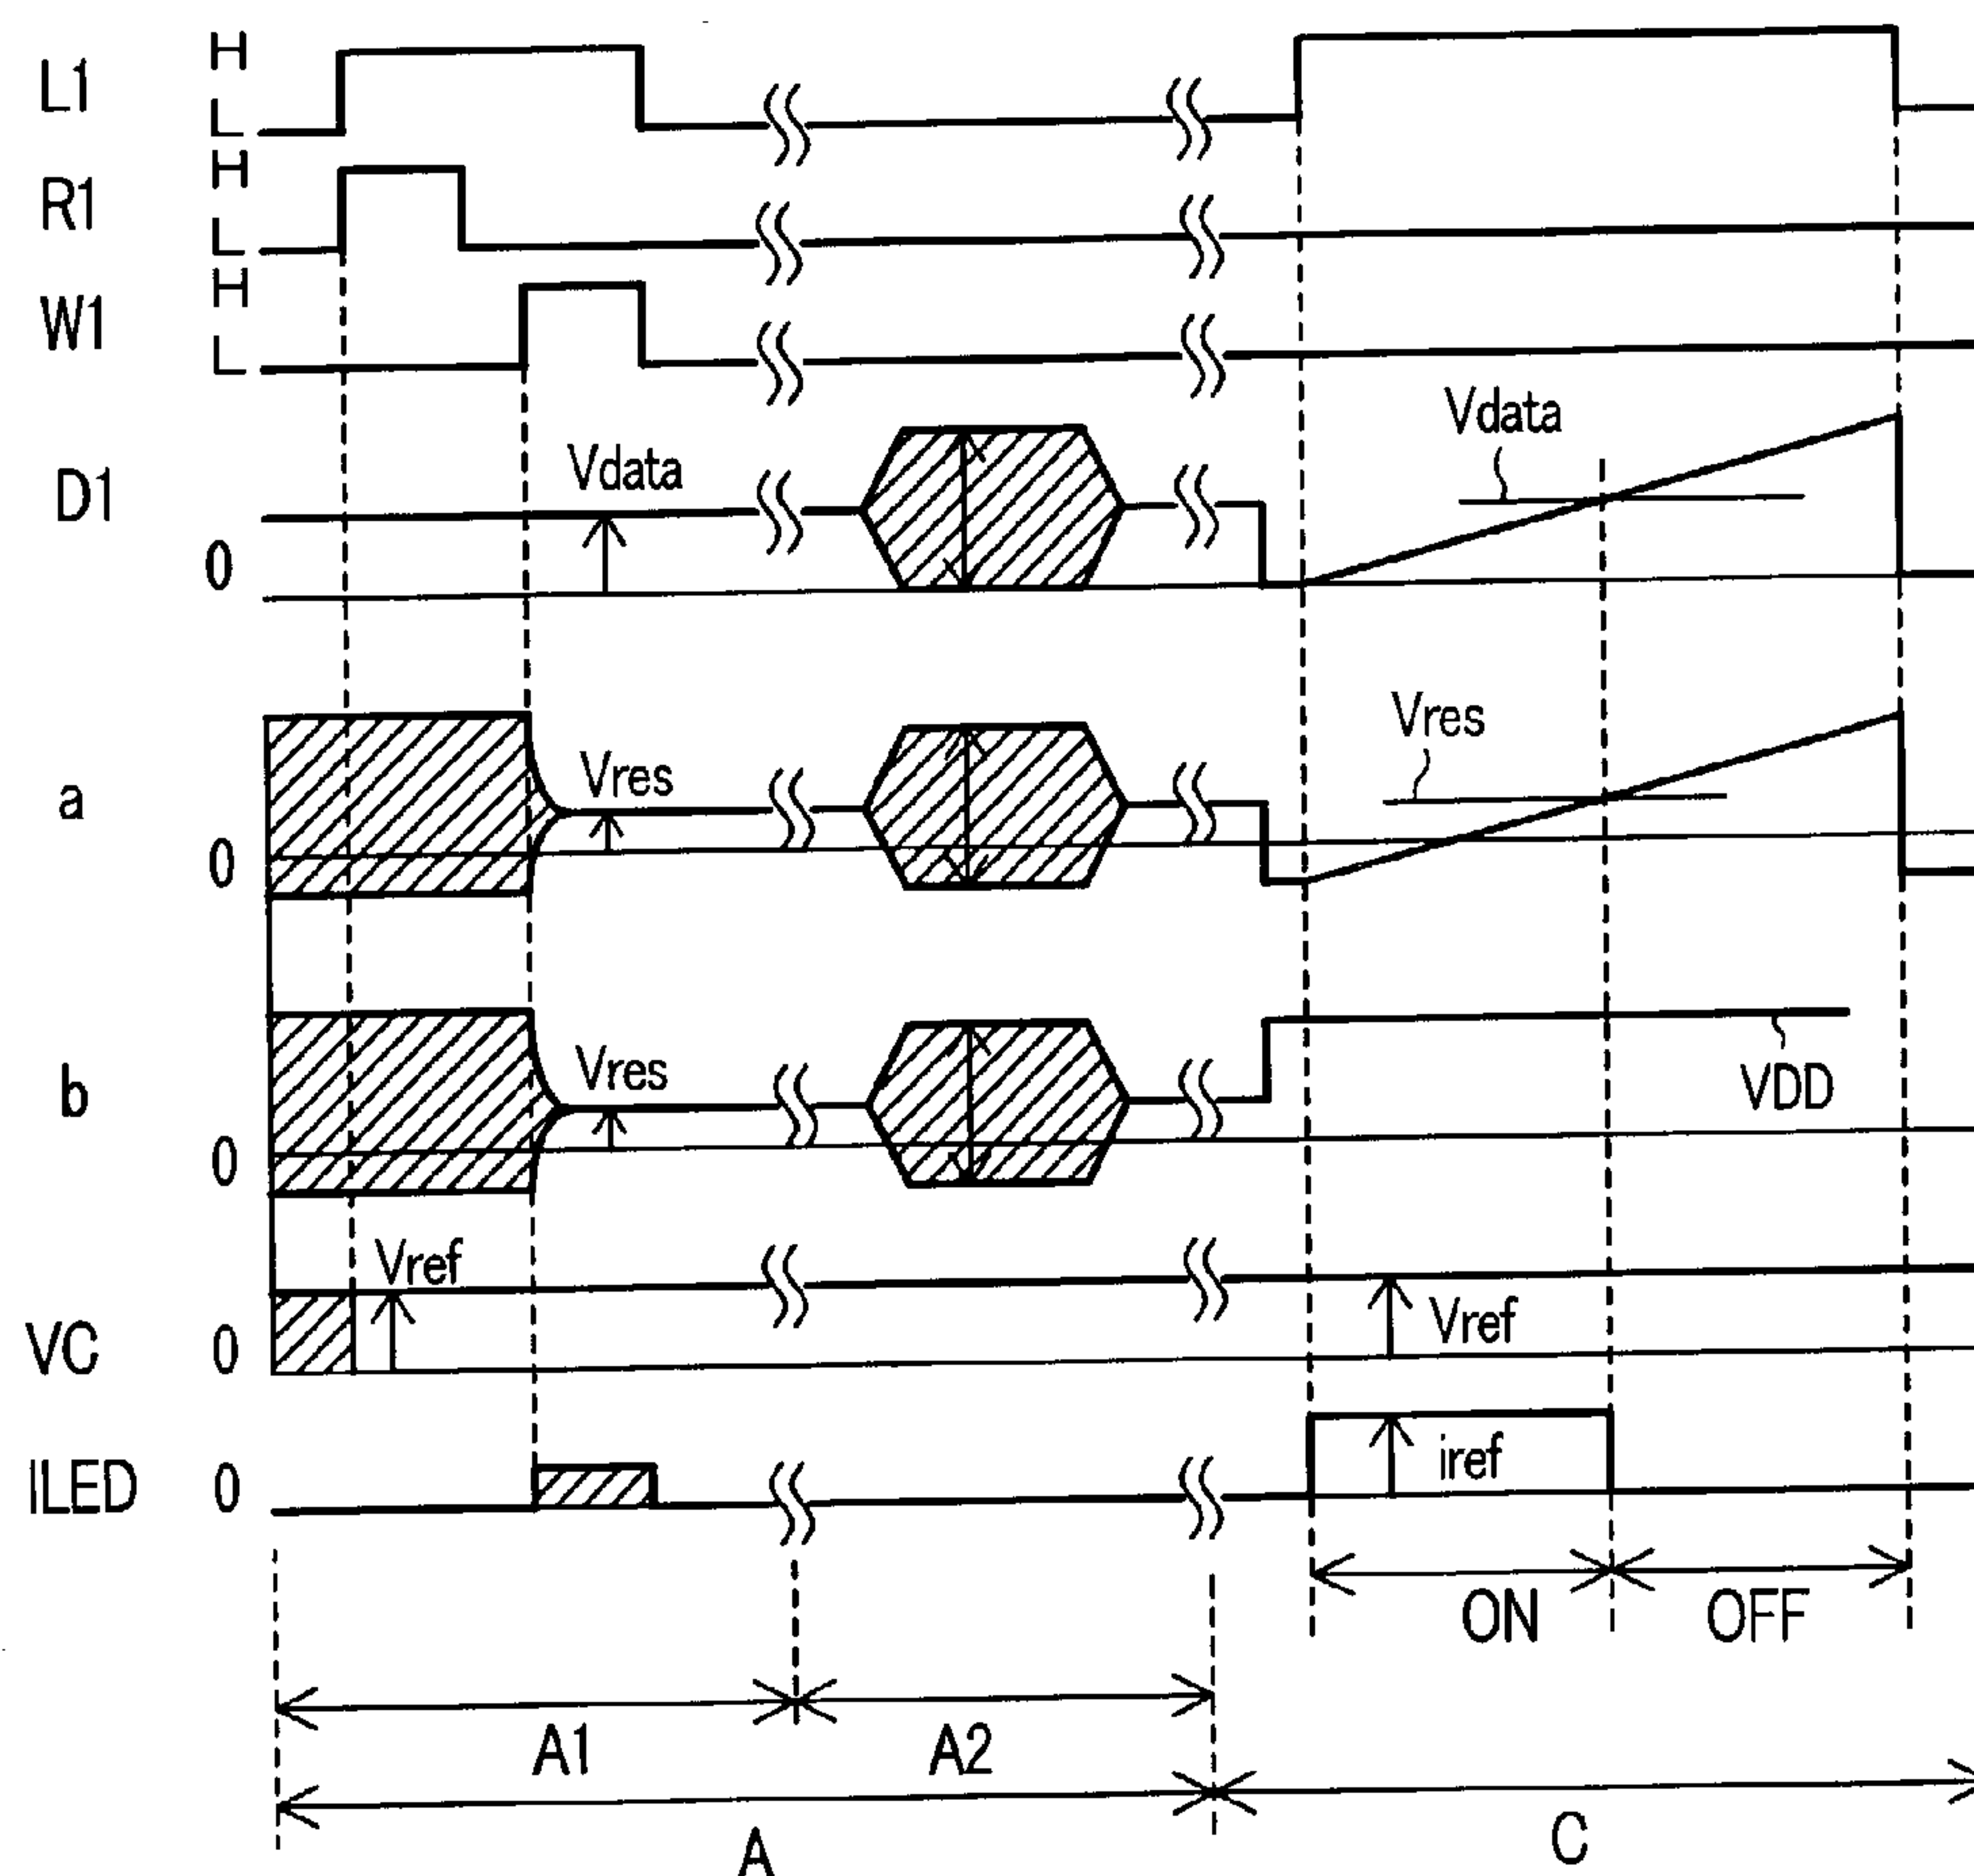 L1 H
L
R1 H
L
W1 H
L
D1 0 Vdata Vdata
a 0 Vres Vres
b 0 Vres VDD
VC 0 Vref Vref
ILED 0 iref
ON OFF
A1 A2
A C